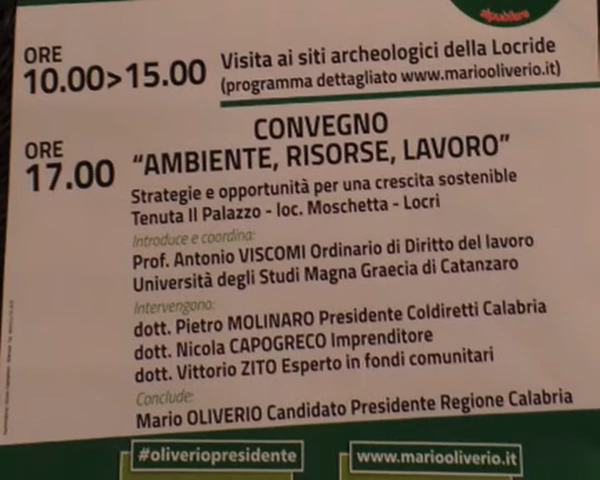 ORE
10.00>15.00
Visita ai siti archeologici della Locride
(programma dettagliato www.mariooliverio.it)
ORE
17.00
CONVEGNO
“AMBIENTE, RISORSE, LAVORO”
Strategie e opportunità per una crescita sostenible
Tenuta Il Palazzo - loc. Moschetta - Locri
Introduce e coordina:
Prof. Antonio VISCOMI Ordinario di Diritto del lavoro
Università degli Studi Magna Graecia di Catanzaro
Intervengono:
dott. Pietro MOLINARO Presidente Coldiretti Calabria
dott. Nicola CAPOGRECO Imprenditore
dott. Vittorio ZITO Esperto in fondi comunitari
Conclude:
Mario OLIVERIO Candidato Presidente Regione Calabria
#oliveriopresidente
www.mariooliverio.it